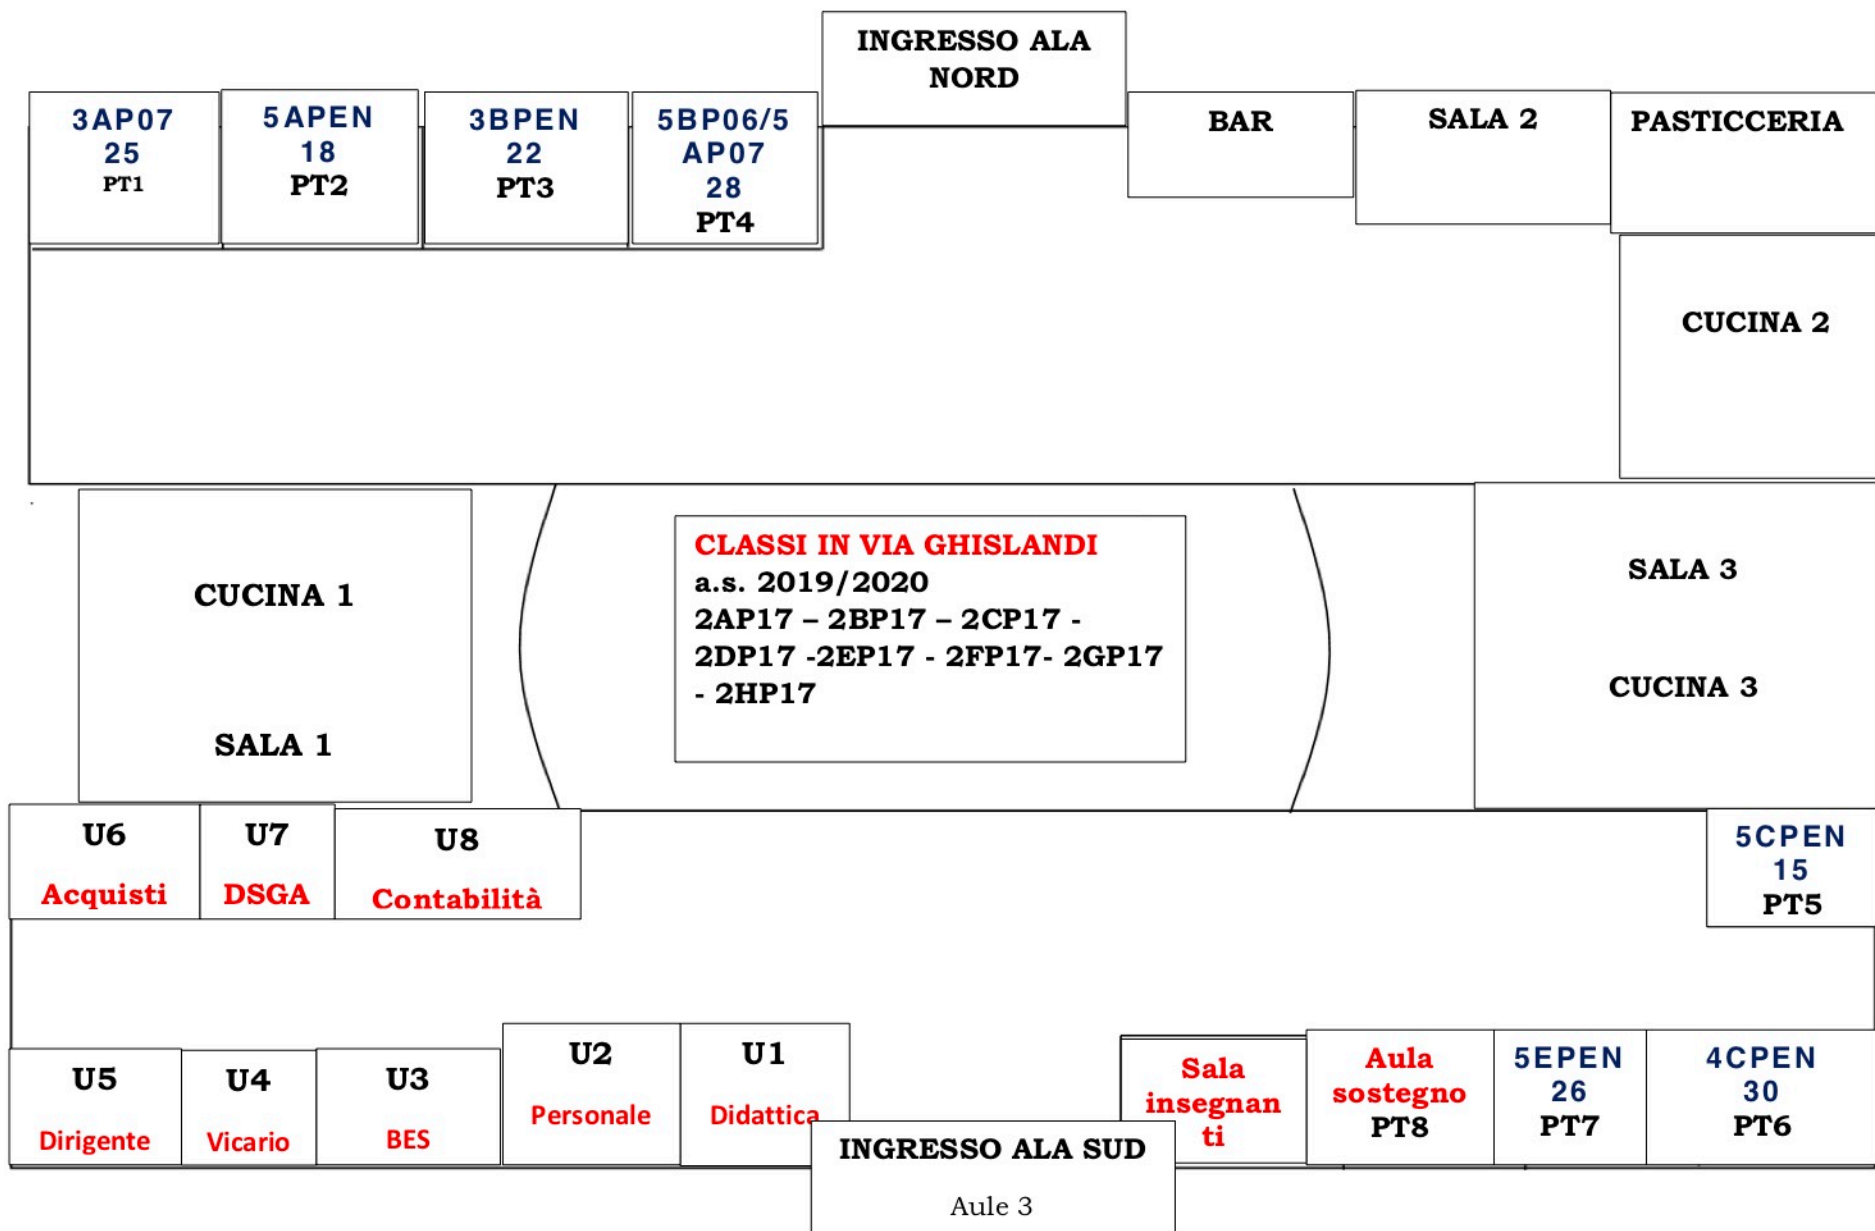 INGRESSO ALA
NORD
3AP07
25
PT1
5APEN
18
PT2
3BPEN
22
PT3
5BP06/5
AP07
28
PT4
BAR
SALA 2
PASTICCERIA
CUCINA 2
CUCINA 1
SALA 1
CLASSI IN VIA GHISLANDI
a.s. 2019/2020
2AP17 – 2BP17 – 2CP17 -
2DP17 -2EP17 - 2FP17- 2GP17
- 2HP17
SALA 3
CUCINA 3
U6
Acquisti
U7
DSGA
U8
Contabilità
5CPEN
15
PT5
U5
Dirigente
U4
Vicario
U3
BES
U2
Personale
U1
Didattica
INGRESSO ALA SUD
Aule 3
Sala
insegnan
ti
Aula
sostegno
PT8
5EPEN
26
PT7
4CPEN
30
PT6